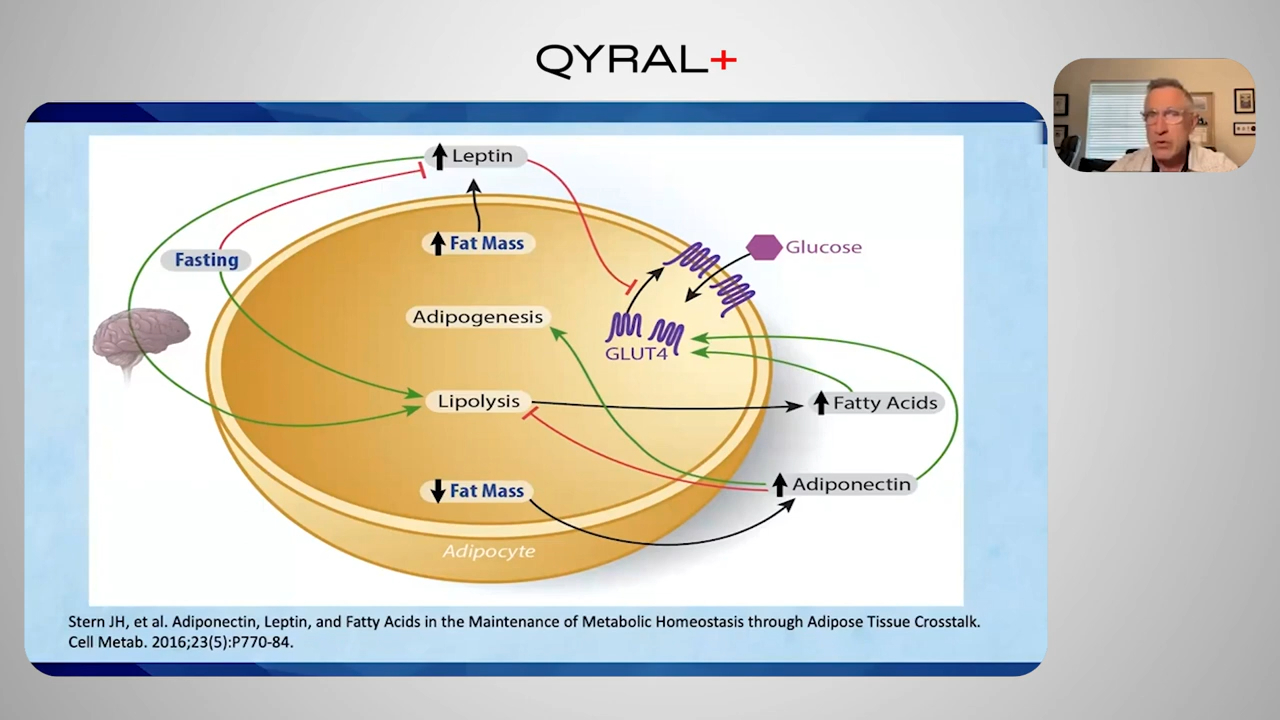 QYRAL+
Leptin
Fat Mass
Fasting
Glucose
Adipogenesis
GLUT4
Lipolysis
Fatty Acids
Fat Mass
Adiponectin
Adipocyte
Stern JH, et al. Adiponectin, Leptin, and Fatty Acids in the Maintenance of Metabolic Homeostasis through Adipose Tissue Crosstalk.
Cell Metab. 2016;23(5):P770-84.